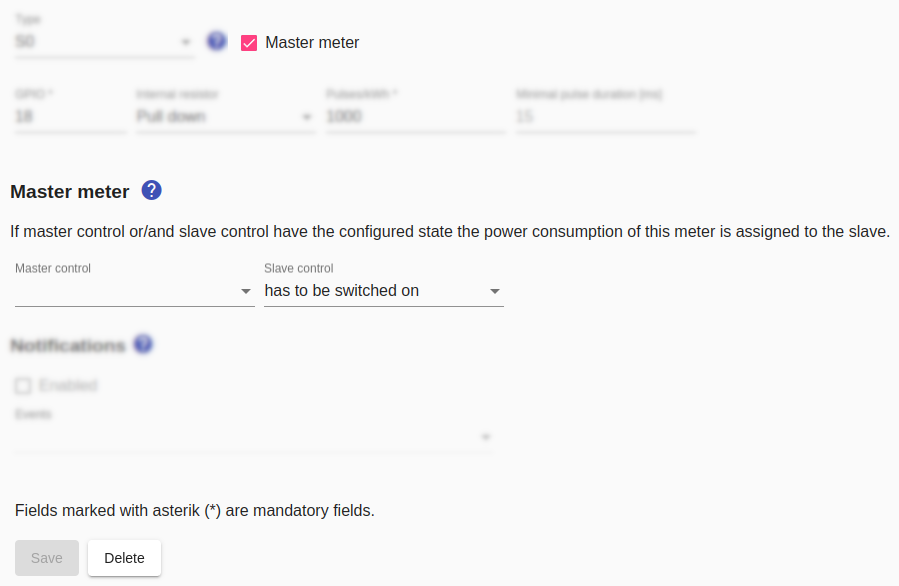 Type
S0
Master meter
GPIO *
Internal resistor
Pulses/kWh *
Minimal pulse duration [ms]
18
Pull down
1000
15
Master meter ?
If master control or/and slave control have the configured state the power consumption of this meter is assigned to the slave.
Master control
Slave control
has to be switched on
Notifications ?
Enabled
Events
Fields marked with asterik (*) are mandatory fields.
Save
Delete